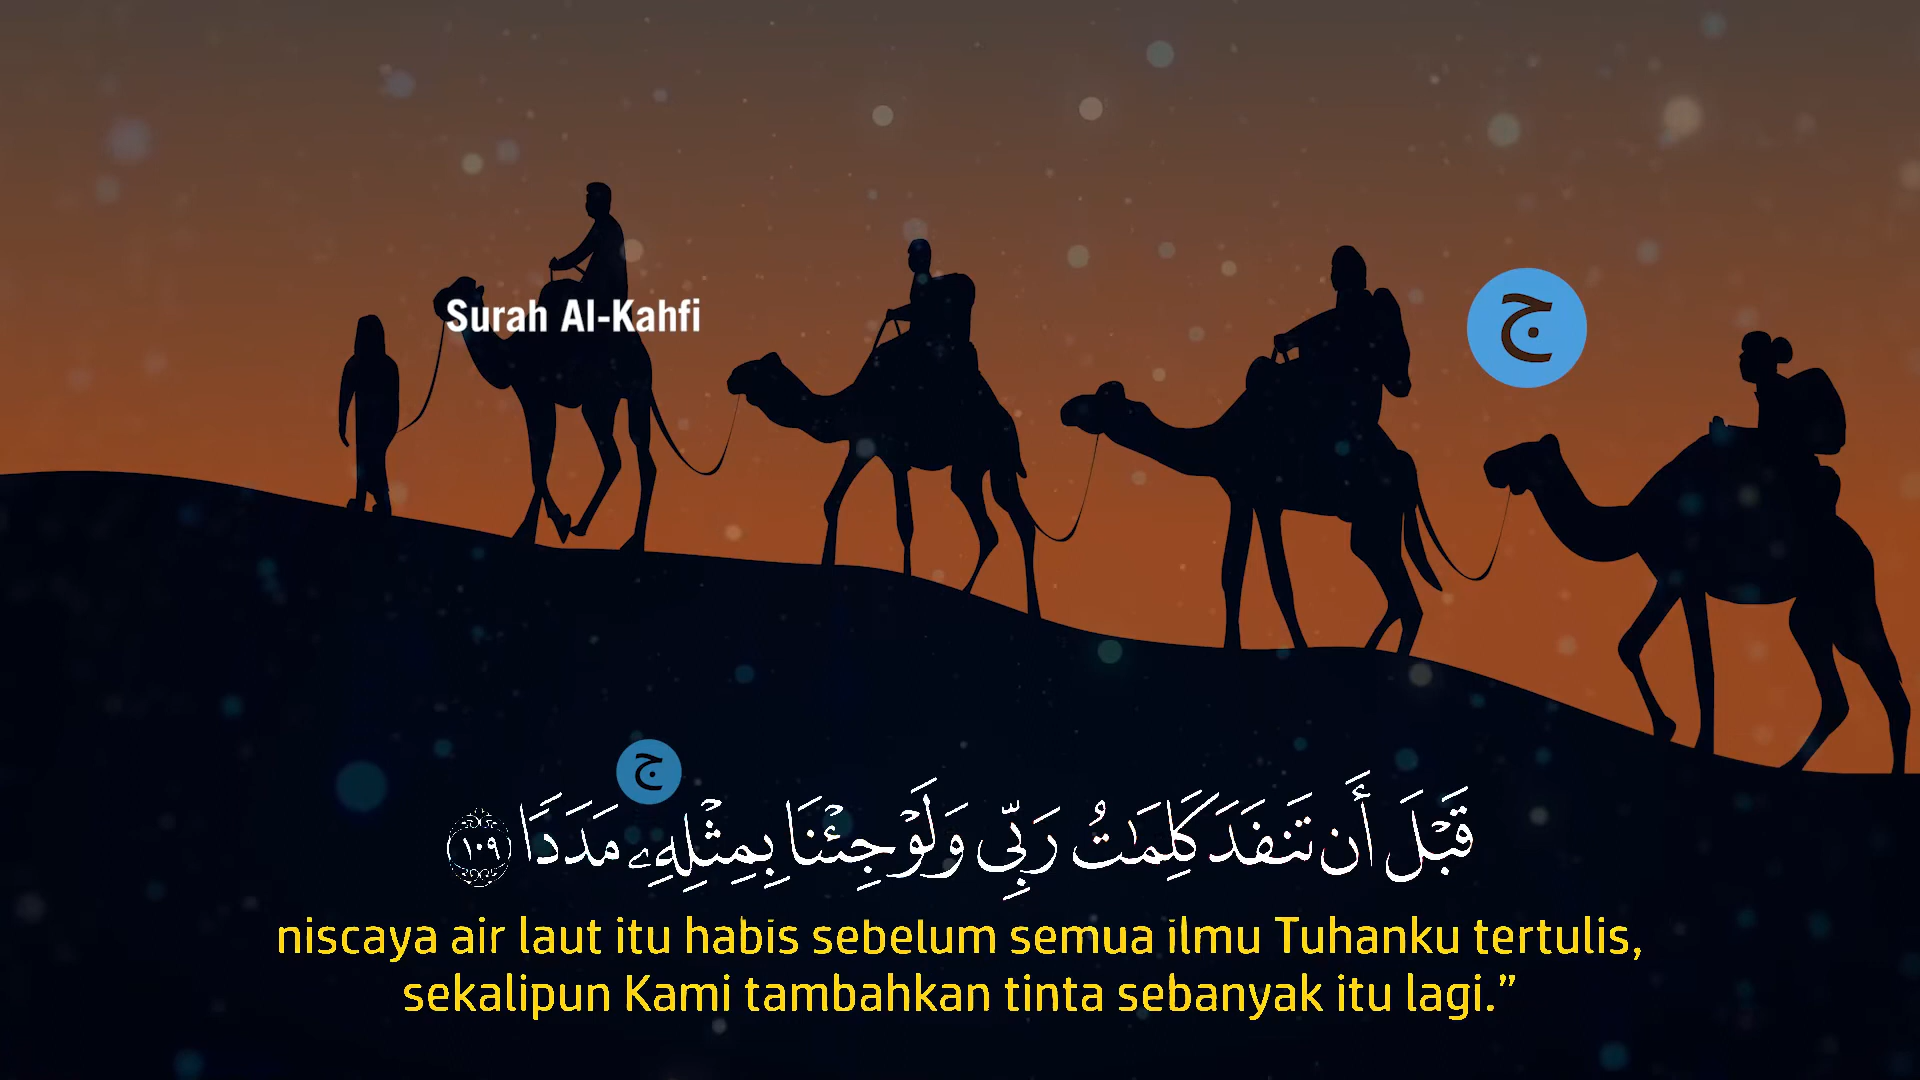 Surah Al-Kahfi
ج
ج
قَبْلَ أَن تَنفَدَ كَلِمَٰتُ رَبِّى وَلَوْ جِئْنَا بِمِثْلِهِۦ مَدَدًا ١٠٩
niscaya air laut itu habis sebelum semua ilmu Tuhanku tertulis,
sekalipun Kami tambahkan tinta sebanyak itu lagi.”